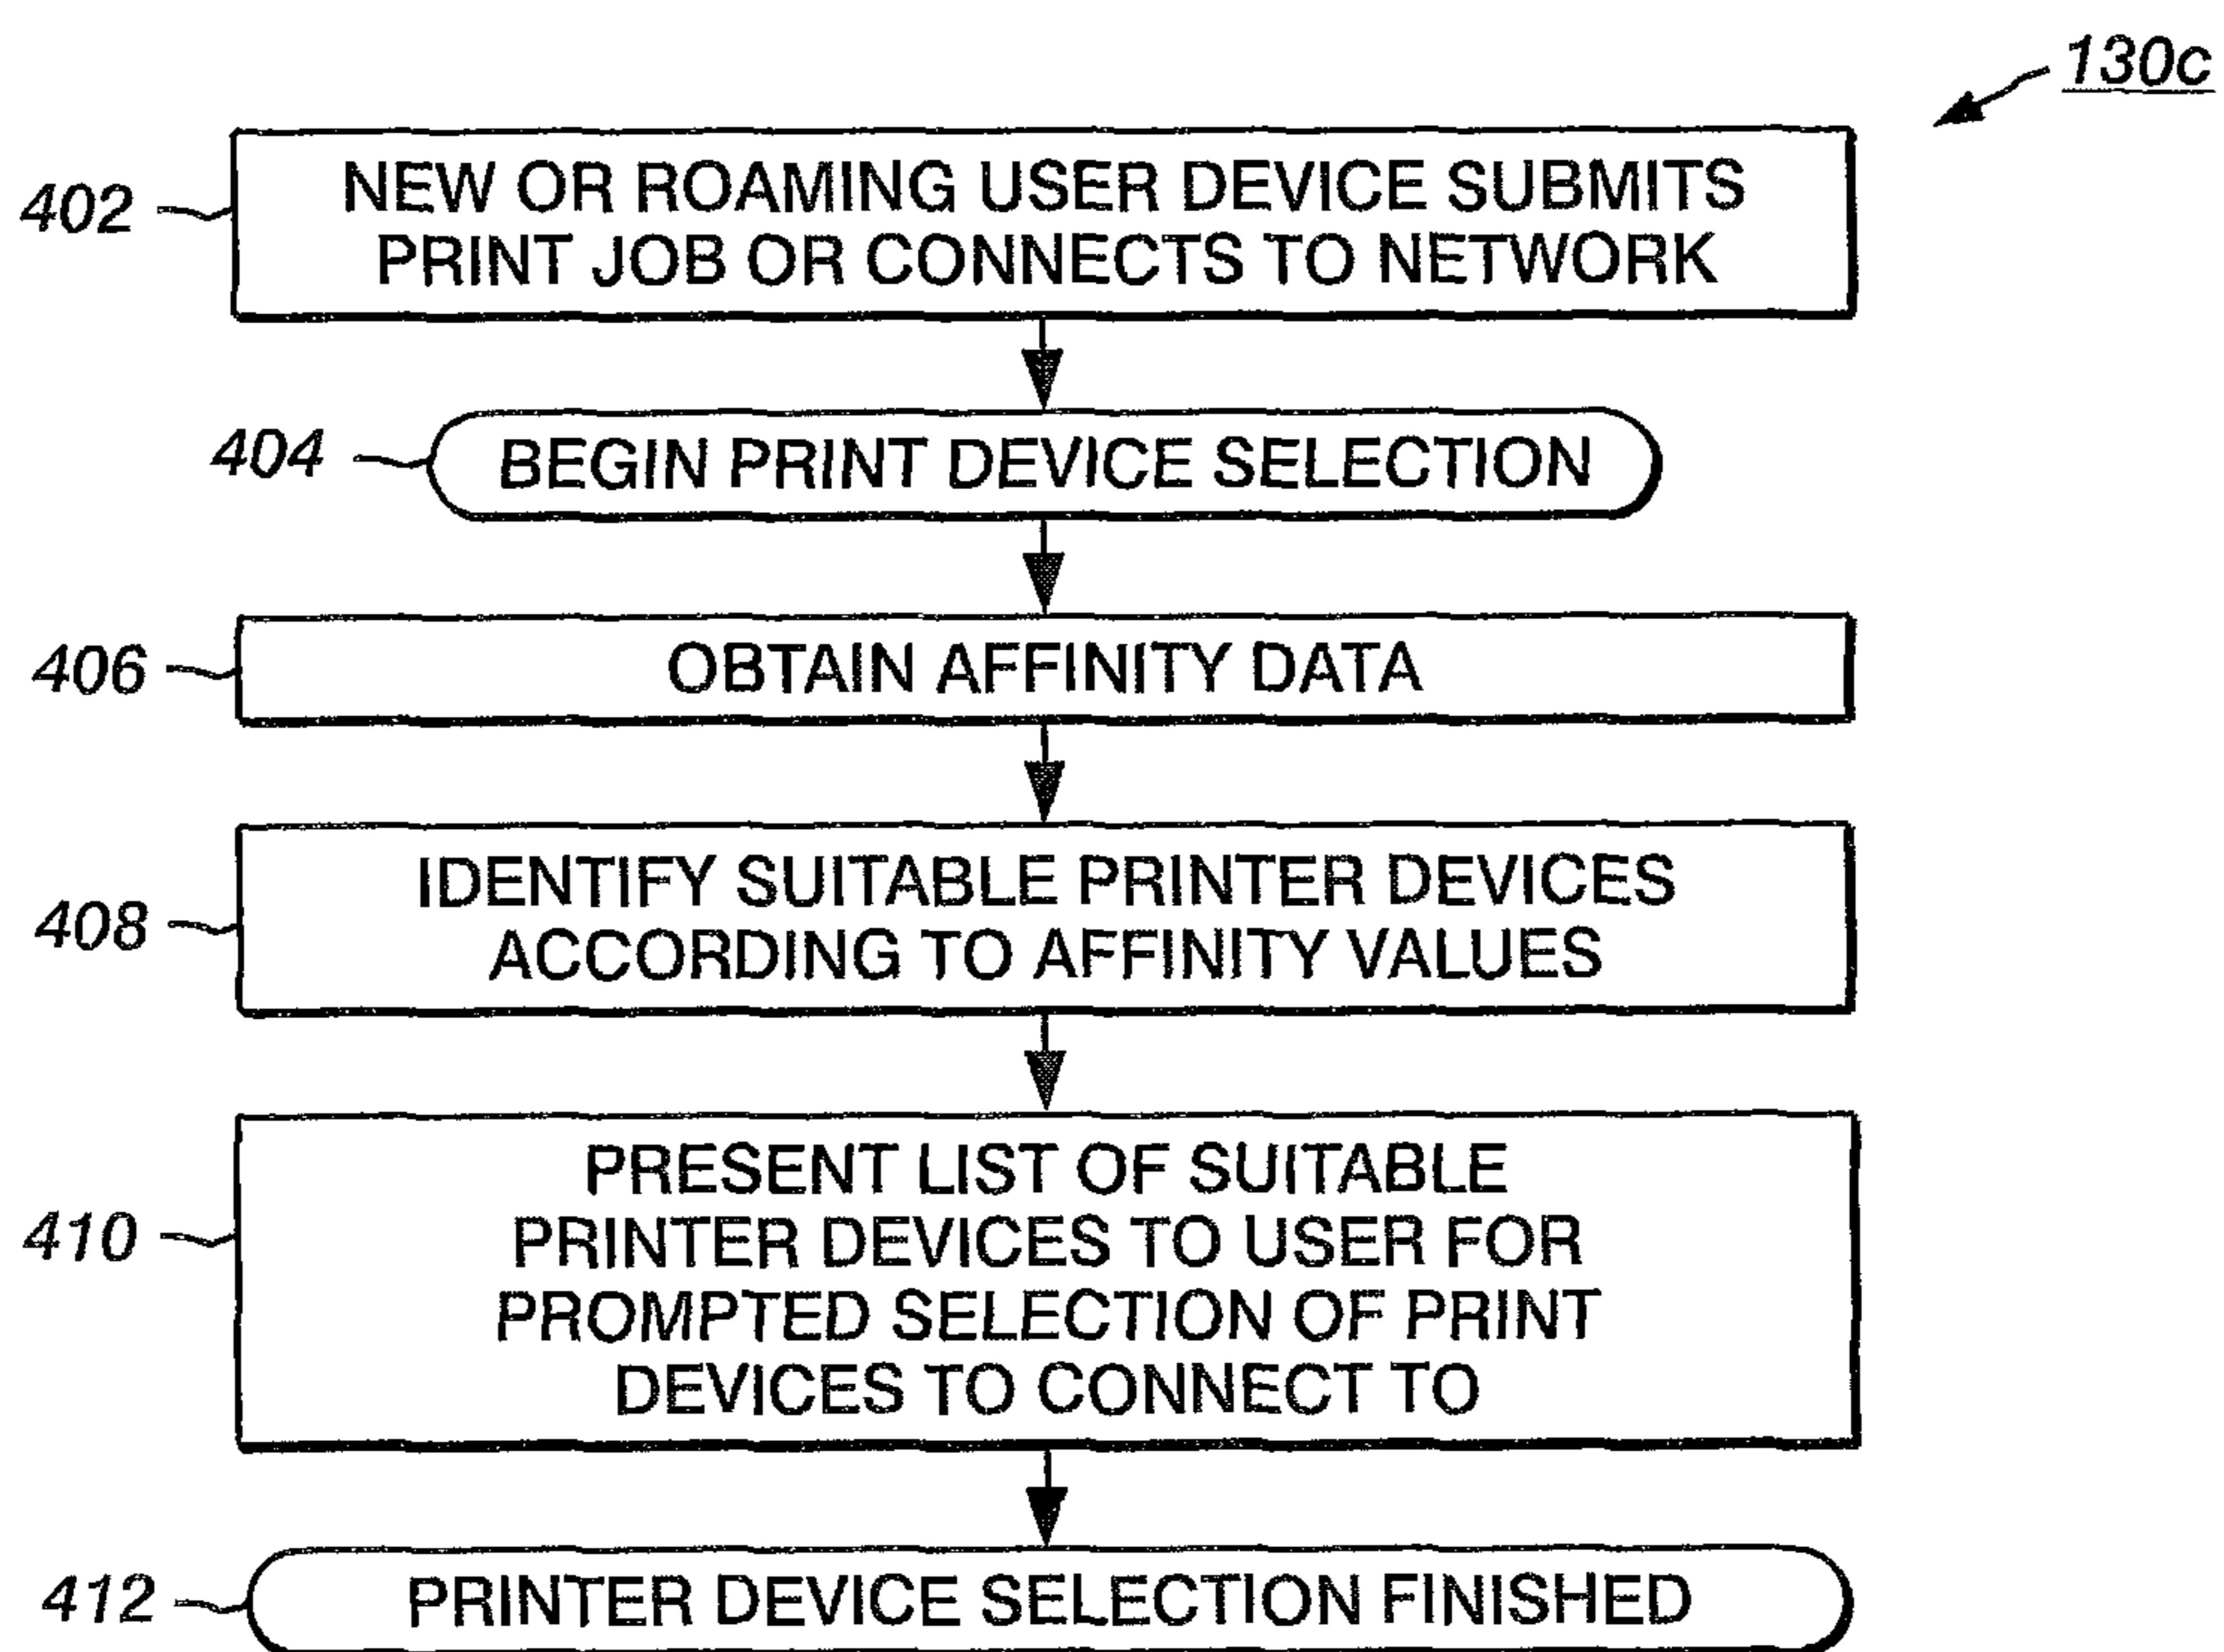 130c
402
NEW OR ROAMING USER DEVICE SUBMITS
PRINT JOB OR CONNECTS TO NETWORK
404
BEGIN PRINT DEVICE SELECTION
406
OBTAIN AFFINITY DATA
408
IDENTIFY SUITABLE PRINTER DEVICES
ACCORDING TO AFFINITY VALUES
410
PRESENT LIST OF SUITABLE
PRINTER DEVICES TO USER FOR
PROMPTED SELECTION OF PRINT
DEVICES TO CONNECT TO
412
PRINTER DEVICE SELECTION FINISHED